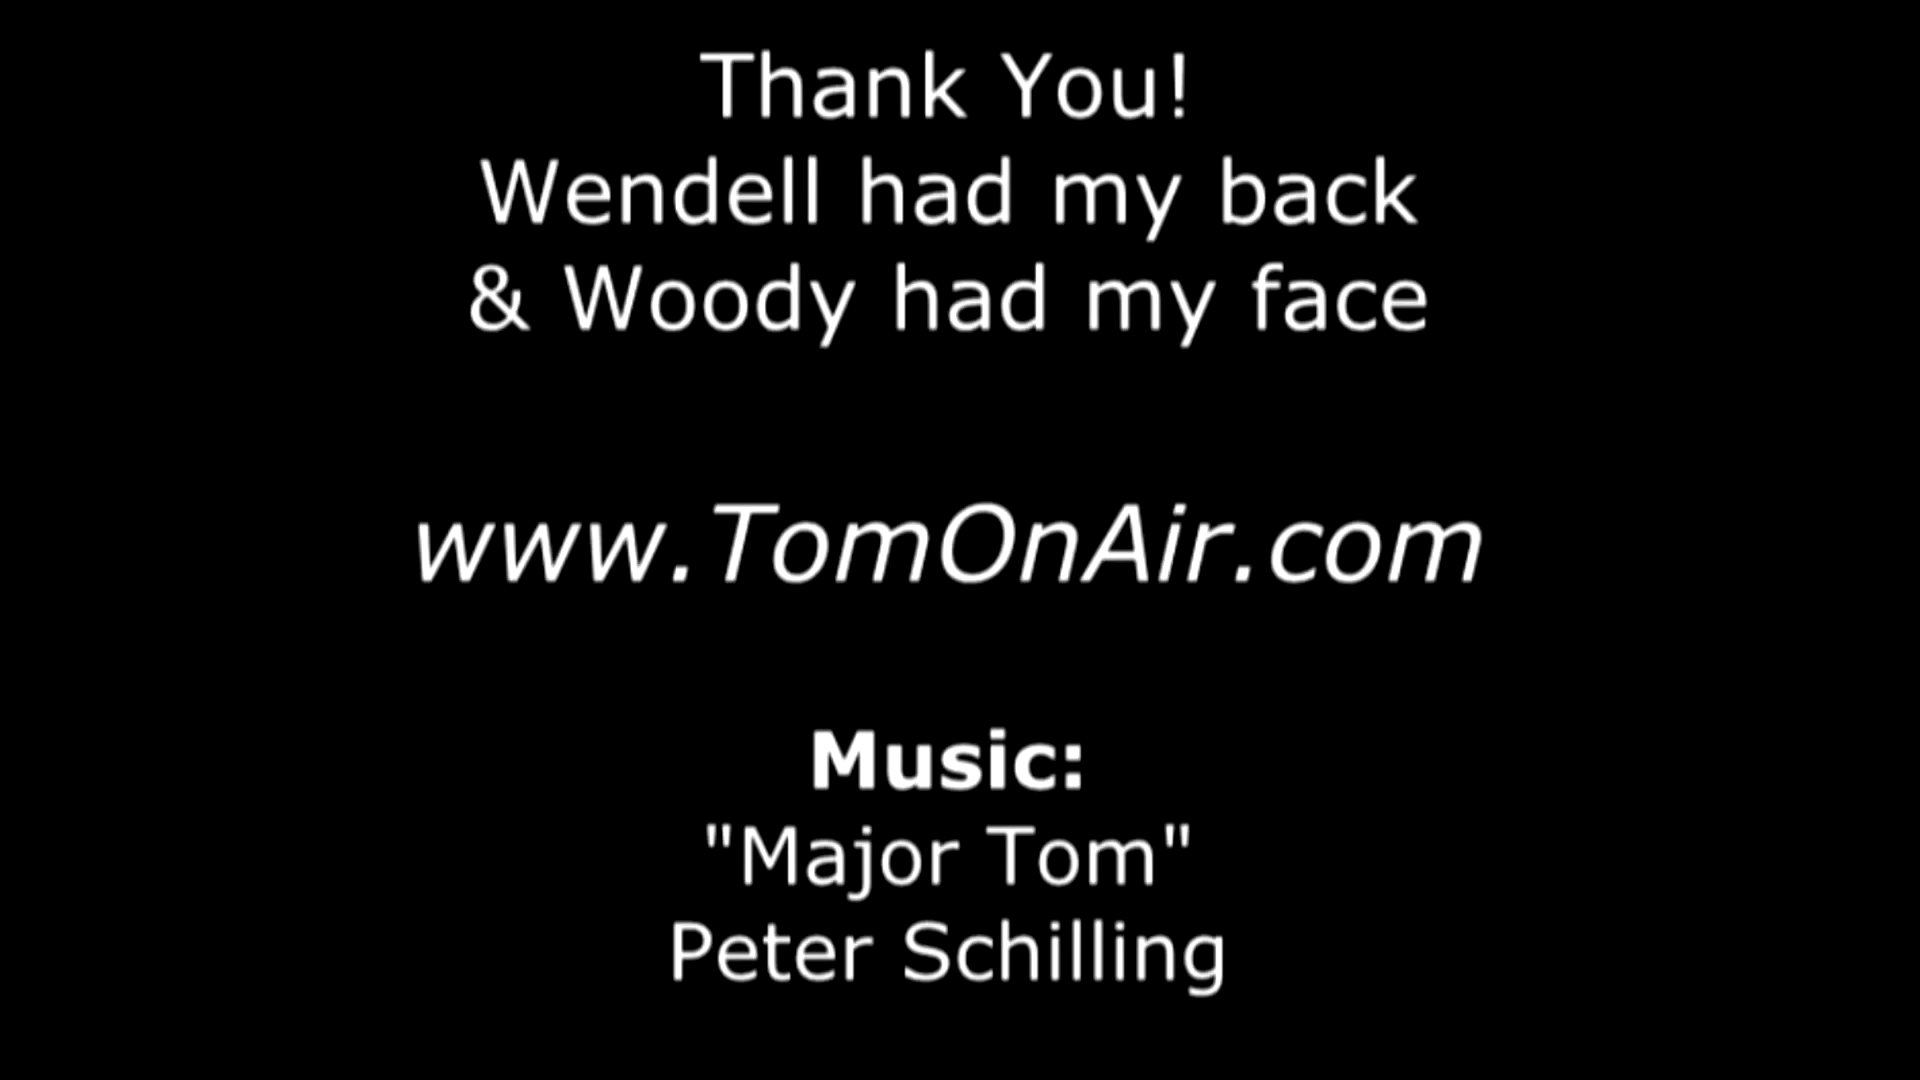 Thank You!
Wendell had my back
& Woody had my face
www.TomOnAir.com
Music:
"Major Tom"
Peter Schilling